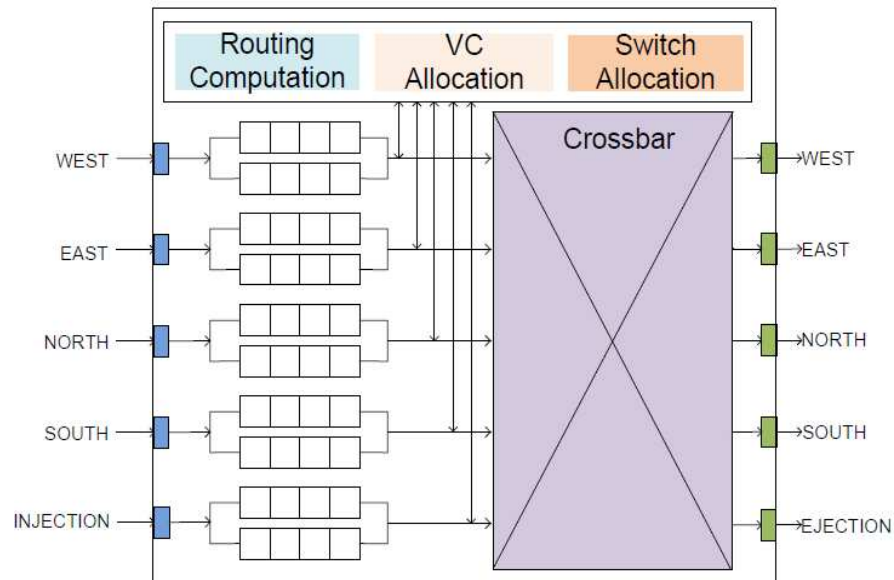 Routing
Computation
VC
Allocation
Switch
Allocation
Crossbar
WEST
WEST
EAST
EAST
NORTH
NORTH
SOUTH
SOUTH
INJECTION
EJECTION